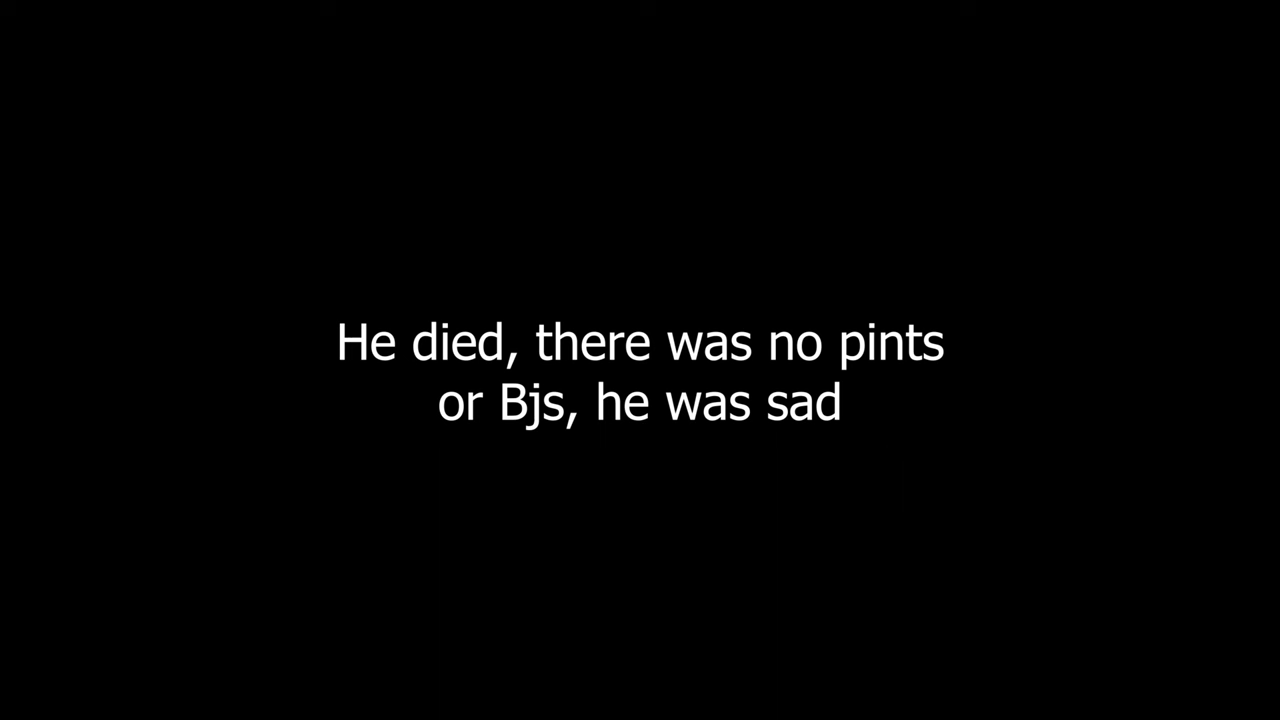 He died, there was no pints
or Bjs, he was sad